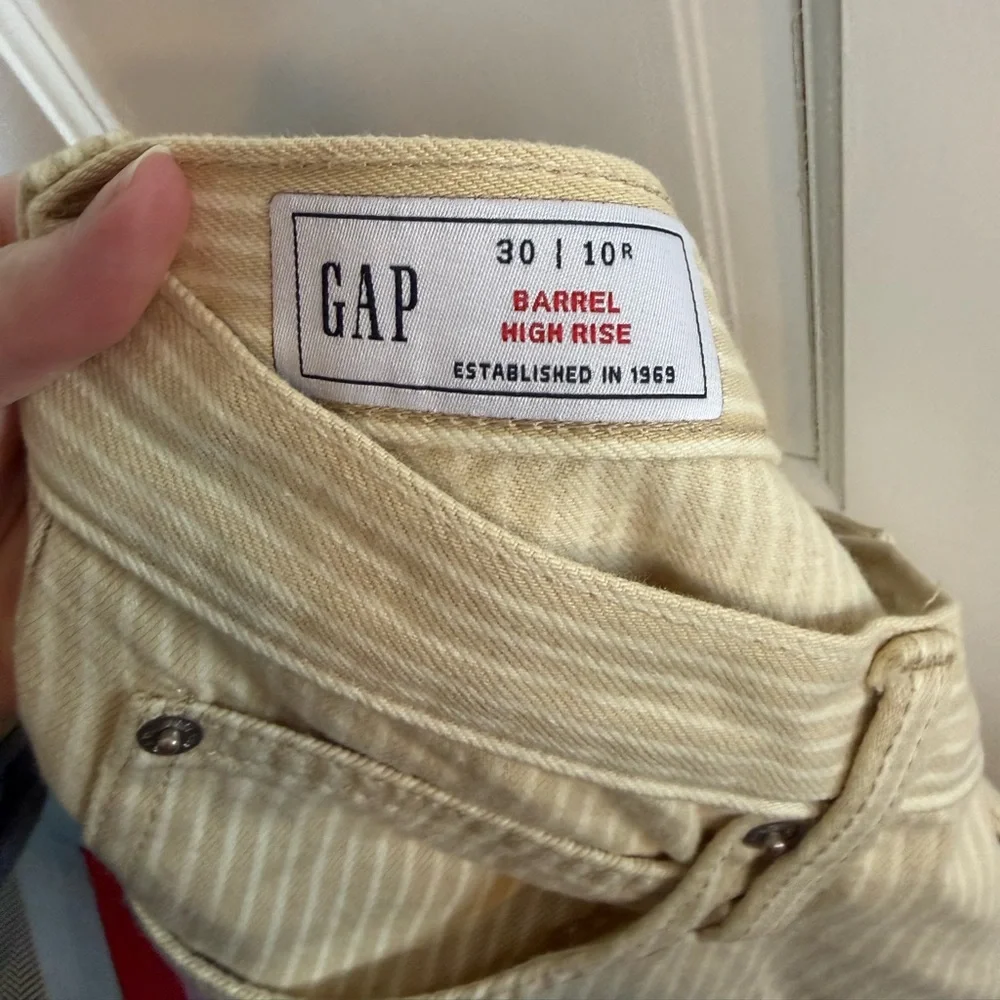 GAP
30 | 10R
BARREL
HIGH RISE
ESTABLISHED IN 1969